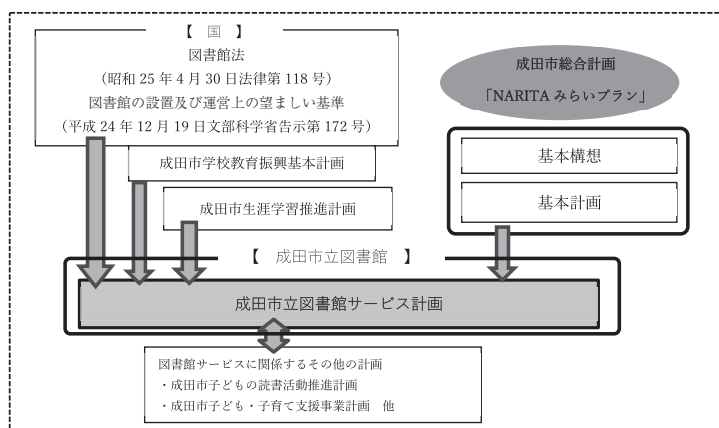 【 国 】
図書館法
（昭和 25 年 4 月 30 日法律第 118 号）
図書館の設置及び運営上の望ましい基準
（平成 24 年 12 月 19 日文部科学省告示第 172 号）
成田市学校教育振興基本計画
成田市生涯学習推進計画
成田市総合計画
「NARITA みらいプラン」
基本構想
基本計画
【 成田市立図書館 】
成田市立図書館サービス計画
図書館サービスに関係するその他の計画
・成田市子どもの読書活動推進計画
・成田市子ども・子育て支援事業計画　他